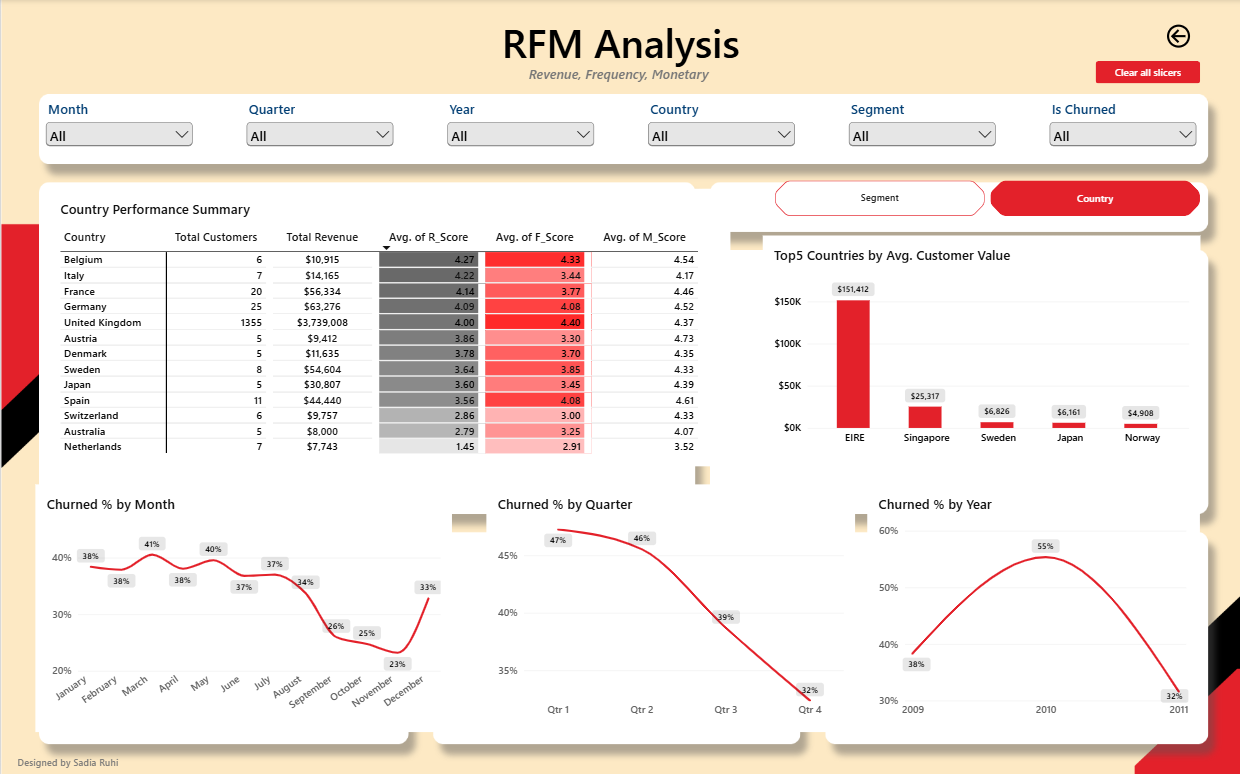 RFM Analysis
Revenue, Frequency, Monetary
Clear all slicers
Month Quarter Year Country Segment Is Churned
All All All All All All
Segment Country
Country Performance Summary
Country Total Customers Total Revenue Avg. of R_Score Avg. of F_Score Avg. of M_Score
Belgium 6 $10,915 4.27 4.33 4.54
Italy 7 $14,165 4.22 3.44 4.17
France 20 $56,334 4.14 3.77 4.46
Germany 25 $63,276 4.09 4.08 4.52
United Kingdom 1355 $3,739,008 4.00 4.40 4.37
Austria 5 $9,412 3.86 3.30 4.73
Denmark 5 $11,635 3.78 3.70 4.35
Sweden 8 $54,604 3.64 3.85 4.33
Japan 5 $30,807 3.60 3.45 4.39
Spain 11 $44,440 3.56 4.08 4.61
Switzerland 6 $9,757 2.86 3.00 4.33
Australia 5 $8,000 2.79 3.25 4.07
Netherlands 7 $7,743 1.45 2.91 3.52
Top5 Countries by Avg. Customer Value
$151,412
$150K
$100K
$50K
$25,317
$6,826 $6,161 $4,908
$0K
EIRE Singapore Sweden Japan Norway
Churned % by Month
40%
30%
20%
38% 38% 41% 38% 40% 37% 37% 34% 26% 25% 23% 33%
January February March April May June July August September October November December
Churned % by Quarter
45%
40%
35%
47% 46% 39% 32%
Qtr 1 Qtr 2 Qtr 3 Qtr 4
Churned % by Year
60%
50%
40%
30%
38% 55% 32%
2009 2010 2011
Designed by Sadia Ruhi